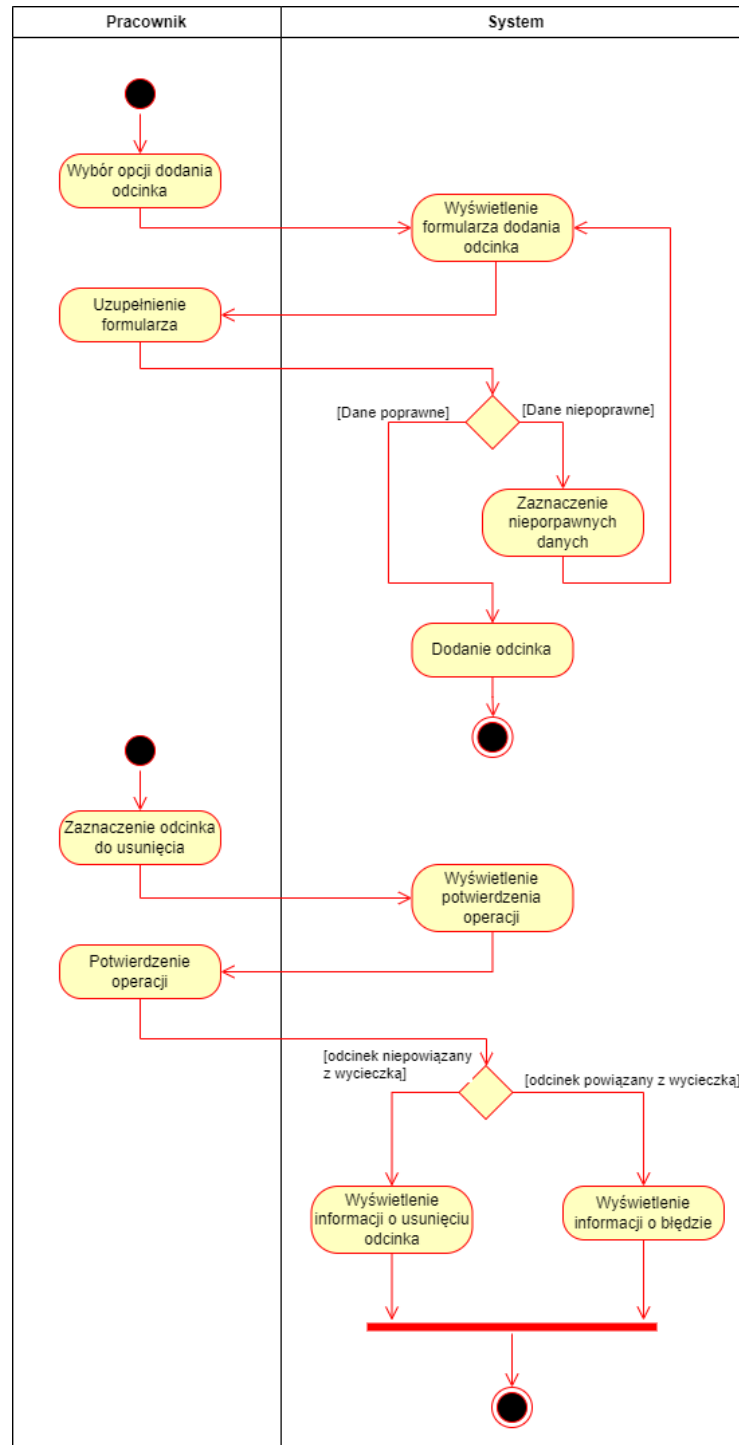 Pracownik
System
Wybór opcji dodania
odcinka
Wyświetlenie
formularza dodania
odcinka
Uzupełnienie
formularza
[Dane poprawne]
[Dane niepoprawne]
Zaznaczenie
nieporpawnych
danych
Dodanie odcinka
Zaznaczenie odcinka
do usunięcia
Wyświetlenie
potwierdzenia
operacji
Potwierdzenie
operacji
[odcinek niepowiązany
z wycieczką]
[odcinek powiązany z wycieczką]
Wyświetlenie
informacji o usunięciu
odcinka
Wyświetlenie
informacji o błędzie